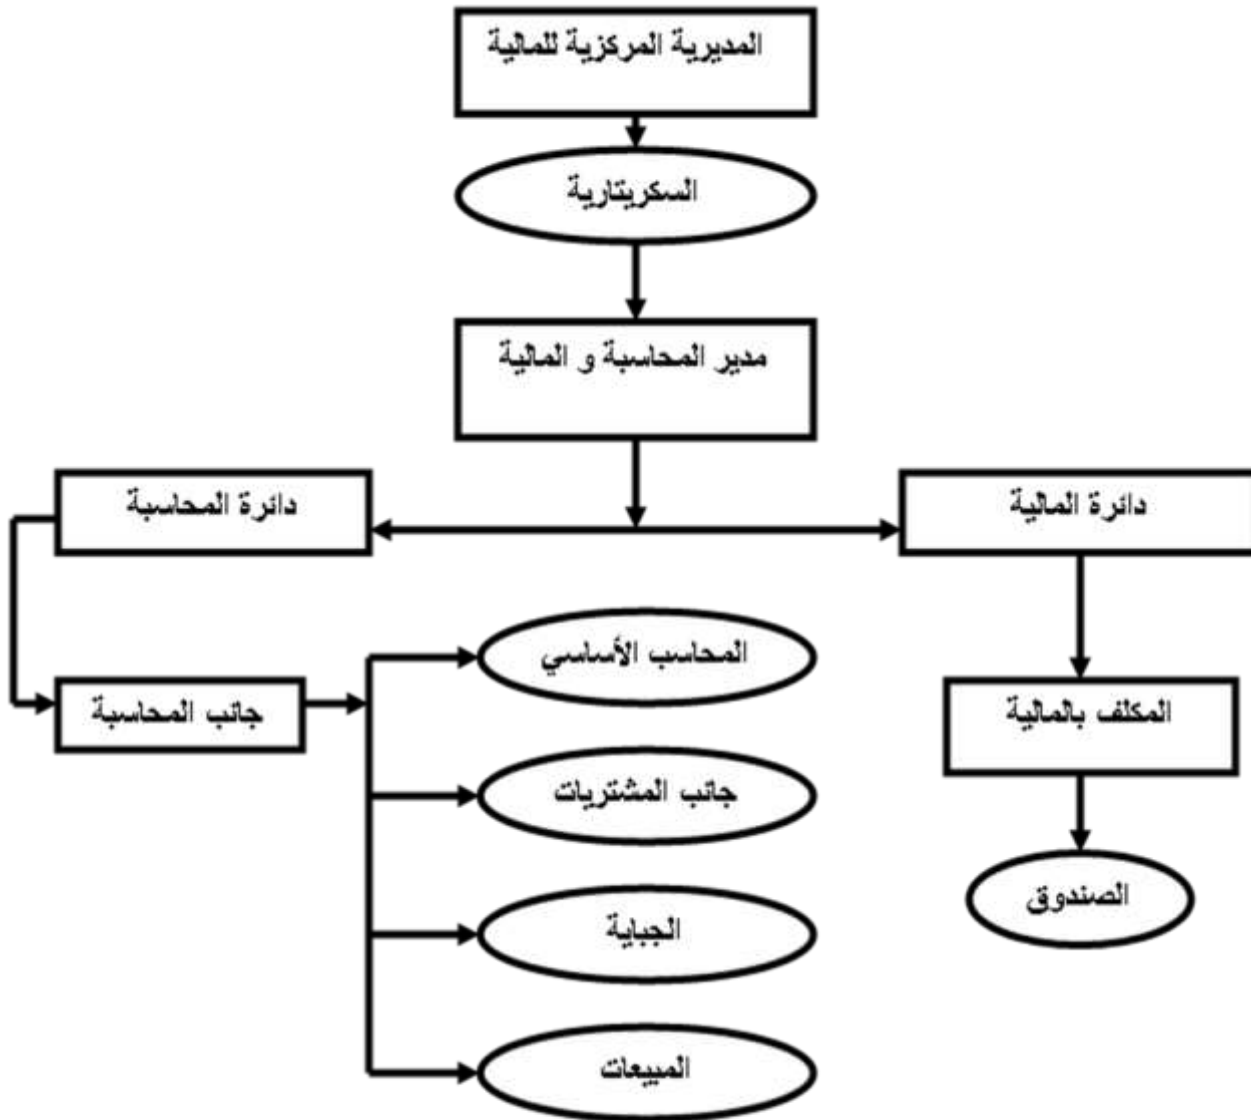 المديرية المركزية للمالية
السكريتارية
مدير المحاسبة و المالية
دائرة المالية
دائرة المحاسبة
المحاسب الأساسي
المكلف بالمالية
جانب المحاسبة
جانب المشتريات
الصندوق
الجباية
المبيعات